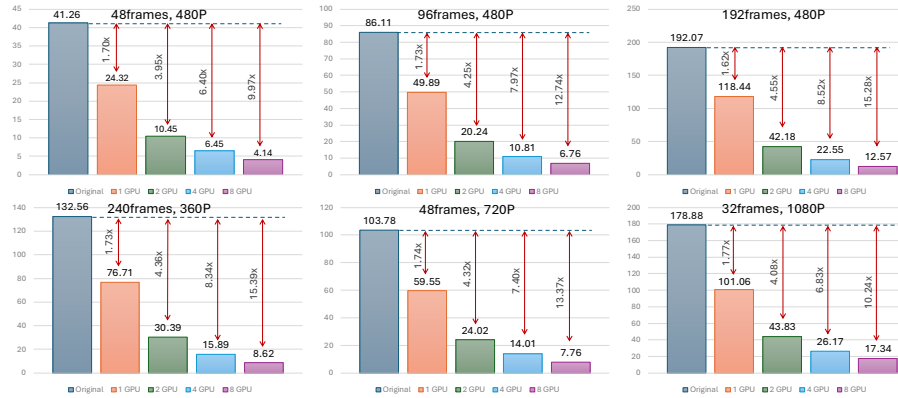 48frames, 480P
45
40
35
30
25
20
15
10
5
0
41.26
24.32
10.45
6.45
4.14
1.70x
3.95x
6.40x
9.97x
Original 1 GPU 2 GPU 4 GPU 8 GPU
96frames, 480P
100
90
80
70
60
50
40
30
20
10
0
86.11
49.89
20.24
10.81
6.76
1.73x
4.25x
7.97x
12.74x
Original 1 GPU 2 GPU 4 GPU 8 GPU
192frames, 480P
250
200
150
100
50
0
192.07
118.44
42.18
22.55
12.57
1.62x
4.55x
8.52x
15.28x
Original 1 GPU 2 GPU 4 GPU 8 GPU
240frames, 360P
140
120
100
80
60
40
20
0
132.56
76.71
30.39
15.89
8.62
1.73x
4.36x
8.34x
15.39x
Original 1 GPU 2 GPU 4 GPU 8 GPU
48frames, 720P
120
100
80
60
40
20
0
103.78
59.55
24.02
14.01
7.76
1.74x
4.32x
7.40x
13.37x
Original 1 GPU 2 GPU 4 GPU 8 GPU
32frames, 1080P
200
180
160
140
120
100
80
60
40
20
0
178.88
101.06
43.83
26.17
17.34
1.77x
4.08x
6.83x
10.24x
Original 1 GPU 2 GPU 4 GPU 8 GPU